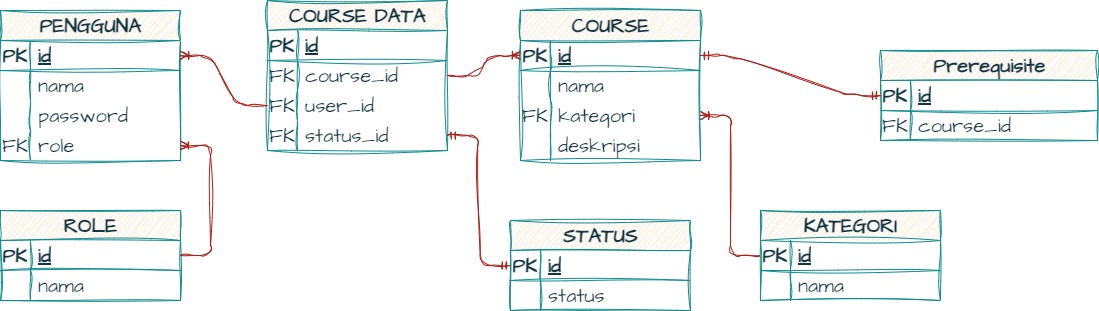 PENGGUNA
PK id
nama
password
FK role
COURSE DATA
PK id
FK course_id
FK user_id
FK status_id
COURSE
PK id
nama
FK kategori
deskripsi
Prerequisite
PK id
FK course_id
ROLE
PK id
nama
STATUS
PK id
status
KATEGORI
PK id
nama